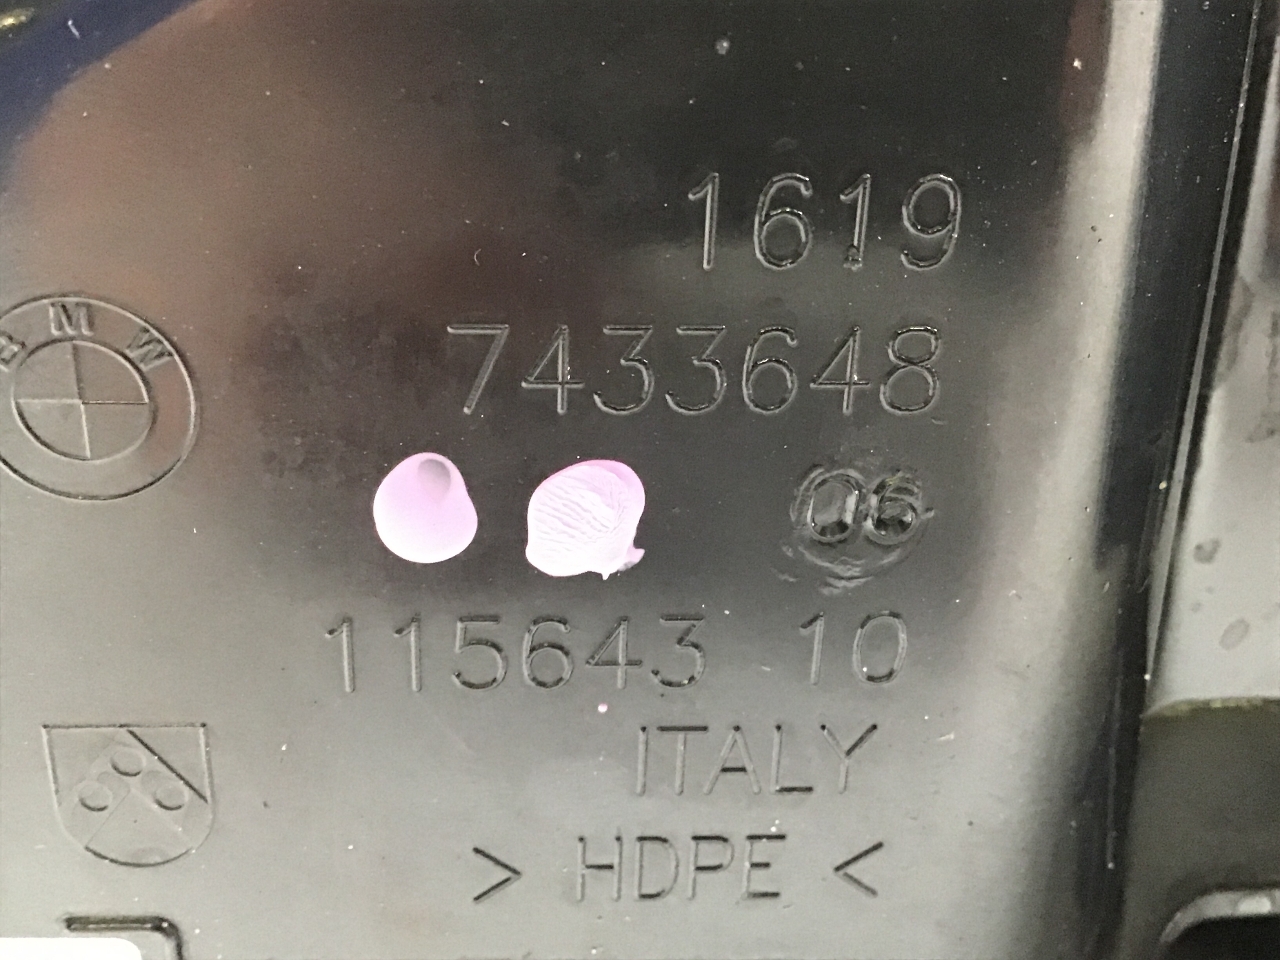 1619
BMW
7433648
06
115643 10
ITALY
> HDPE <